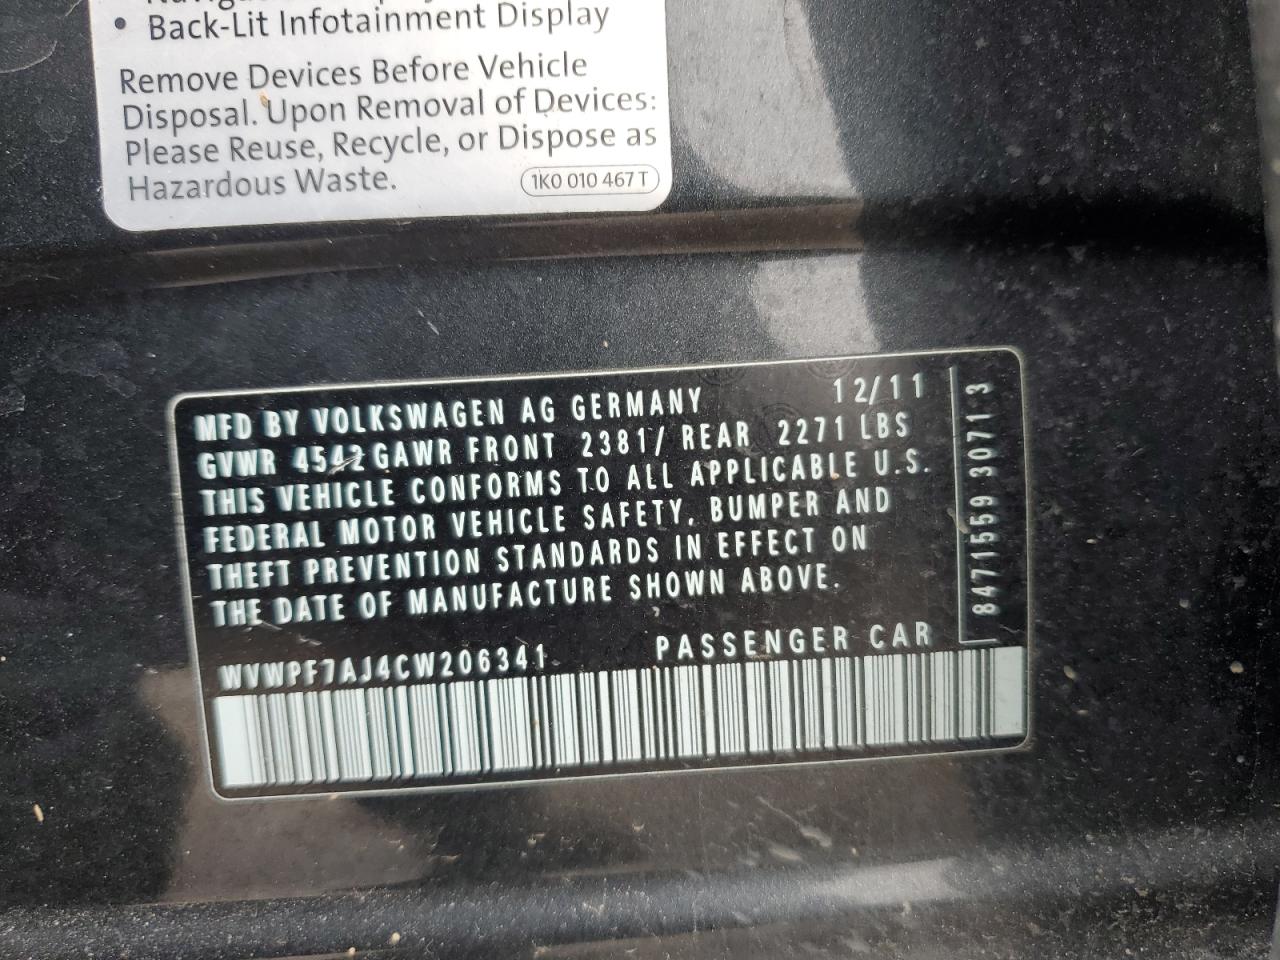 • Back-Lit Infotainment Display
Remove Devices Before Vehicle
Disposal. Upon Removal of Devices:
Please Reuse, Recycle, or Dispose as
Hazardous Waste.
1K0 010 467 T
MFD BY VOLKSWAGEN AG GERMANY 12/11
GVWR 4542 GAWR FRONT 2381/ REAR 2271 LBS
THIS VEHICLE CONFORMS TO ALL APPLICABLE U.S.
FEDERAL MOTOR VEHICLE SAFETY, BUMPER AND
THEFT PREVENTION STANDARDS IN EFFECT ON
THE DATE OF MANUFACTURE SHOWN ABOVE.
WVWPF7AJ4CW206341 PASSENGER CAR
8471559 3071 3